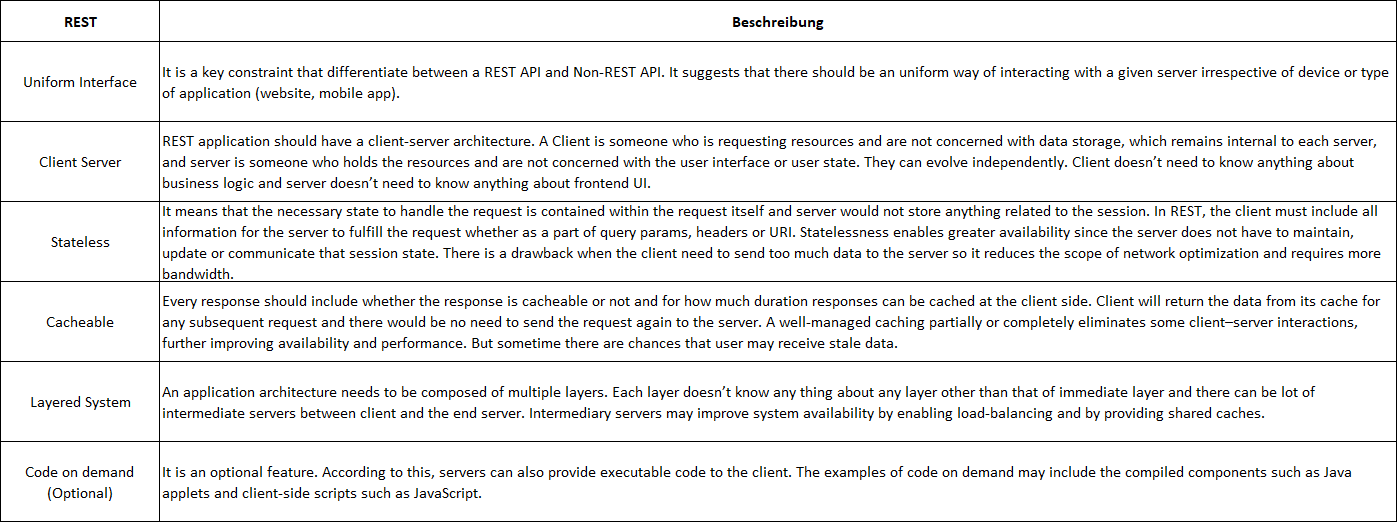 REST
Beschreibung
Uniform Interface
It is a key constraint that differentiate between a REST API and Non-REST API. It suggests that there should be an uniform way of interacting with a given server irrespective of device or type
of application (website, mobile app).
Client Server
REST application should have a client-server architecture. A Client is someone who is requesting resources and are not concerned with data storage, which remains internal to each server,
and server is someone who holds the resources and are not concerned with the user interface or user state. They can evolve independently. Client doesn’t need to know anything about
business logic and server doesn’t need to know anything about frontend UI.
Stateless
It means that the necessary state to handle the request is contained within the request itself and server would not store anything related to the session. In REST, the client must include all
information for the server to fulfill the request whether as a part of query params, headers or URI. Statelessness enables greater availability since the server does not have to maintain,
update or communicate that session state. There is a drawback when the client need to send too much data to the server so it reduces the scope of network optimization and requires more
bandwidth.
Cacheable
Every response should include whether the response is cacheable or not and for how much duration responses can be cached at the client side. Client will return the data from its cache for
any subsequent request and there would be no need to send the request again to the server. A well-managed caching partially or completely eliminates some client–server interactions,
further improving availability and performance. But sometime there are chances that user may receive stale data.
Layered System
An application architecture needs to be composed of multiple layers. Each layer doesn’t know any thing about any layer other than that of immediate layer and there can be lot of
intermediate servers between client and the end server. Intermediary servers may improve system availability by enabling load-balancing and by providing shared caches.
Code on demand
(Optional)
It is an optional feature. According to this, servers can also provide executable code to the client. The examples of code on demand may include the compiled components such as Java
applets and client-side scripts such as JavaScript.